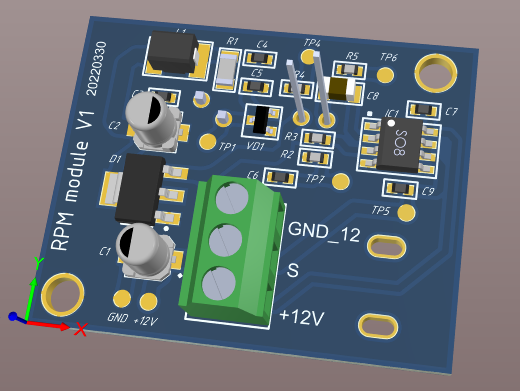 L1
R1
C4
TP4
R5
TP6
20220330
C5
R4
C8
C7
IC1
C2
TP1
VD1
R3
R2
SO8
RPM module V1
D1
C6
TP7
C9
TP5
GND_12
C1
S
GND +12V
+12V
Y
X